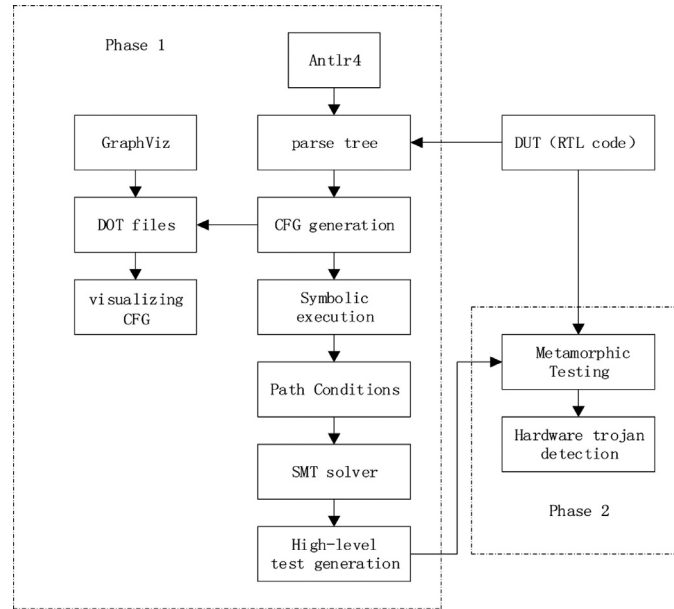 Phase 1
Antlr4
GraphViz
parse tree
DUT（RTL code）
DOT files
CFG generation
visualizing
CFG
Symbolic
execution
Metamorphic
Testing
Path Conditions
Hardware trojan
detection
SMT solver
Phase 2
High-level
test generation